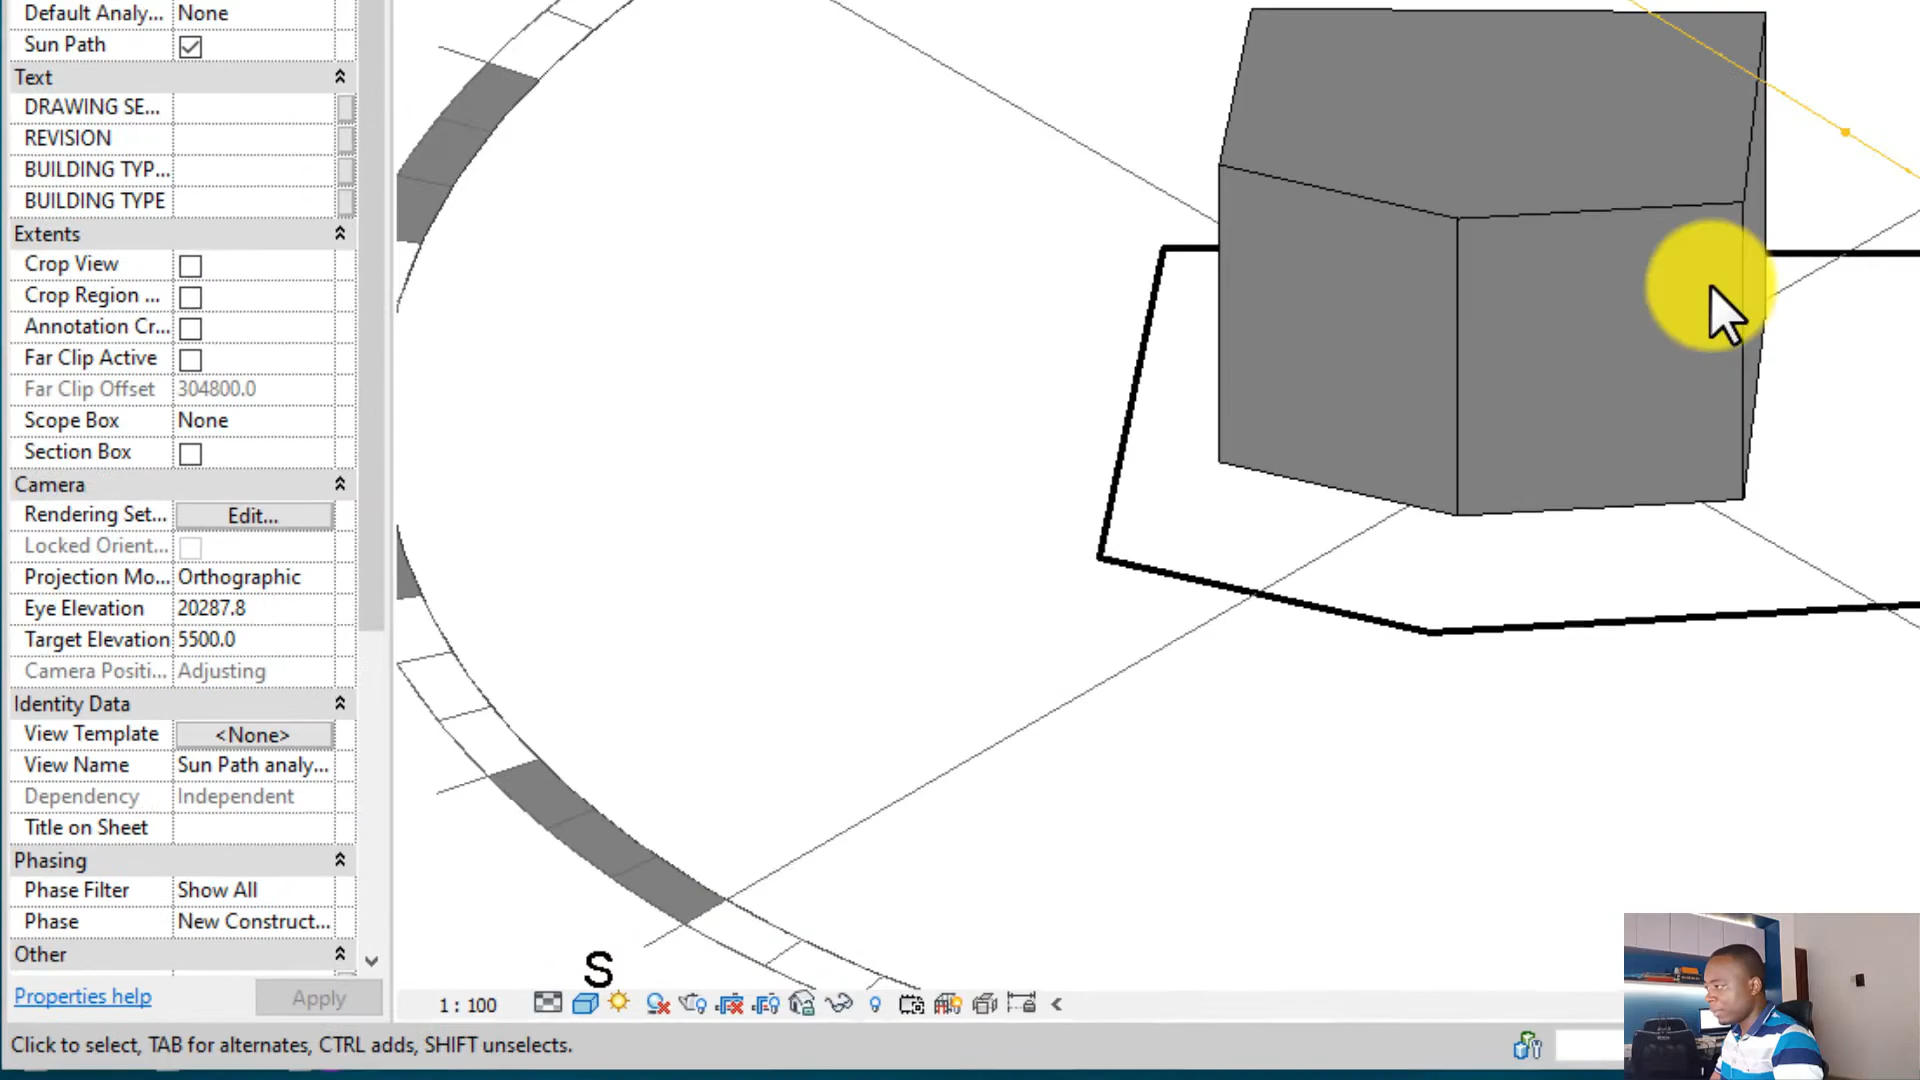 Default Analy... None
Sun Path
Text
DRAWING SE...
REVISION
BUILDING TYP...
BUILDING TYPE
Extents
Crop View
Crop Region ...
Annotation Cr...
Far Clip Active
Far Clip Offset 304800.0
Scope Box None
Section Box
Camera
Rendering Set... Edit...
Locked Orient...
Projection Mo... Orthographic
Eye Elevation 20287.8
Target Elevation 5500.0
Camera Positi... Adjusting
Identity Data
View Template <None>
View Name Sun Path analy...
Dependency Independent
Title on Sheet
Phasing
Phase Filter Show All
Phase New Construct...
Other
Properties help Apply
S
1 : 100
Click to select, TAB for alternates, CTRL adds, SHIFT unselects.